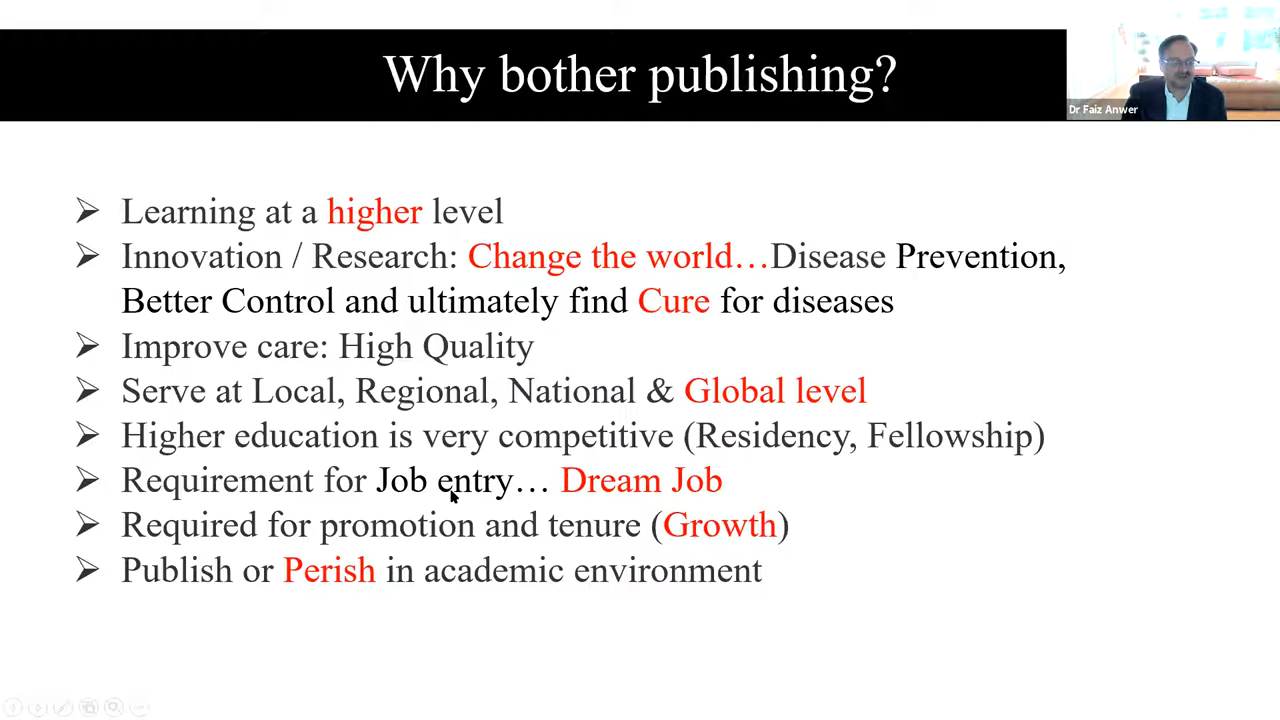 Why bother publishing?
Dr Faiz Anwer
➢ Learning at a higher level
➢ Innovation / Research: Change the world…Disease Prevention,
Better Control and ultimately find Cure for diseases
➢ Improve care: High Quality
➢ Serve at Local, Regional, National & Global level
➢ Higher education is very competitive (Residency, Fellowship)
➢ Requirement for Job entry… Dream Job
➢ Required for promotion and tenure (Growth)
➢ Publish or Perish in academic environment